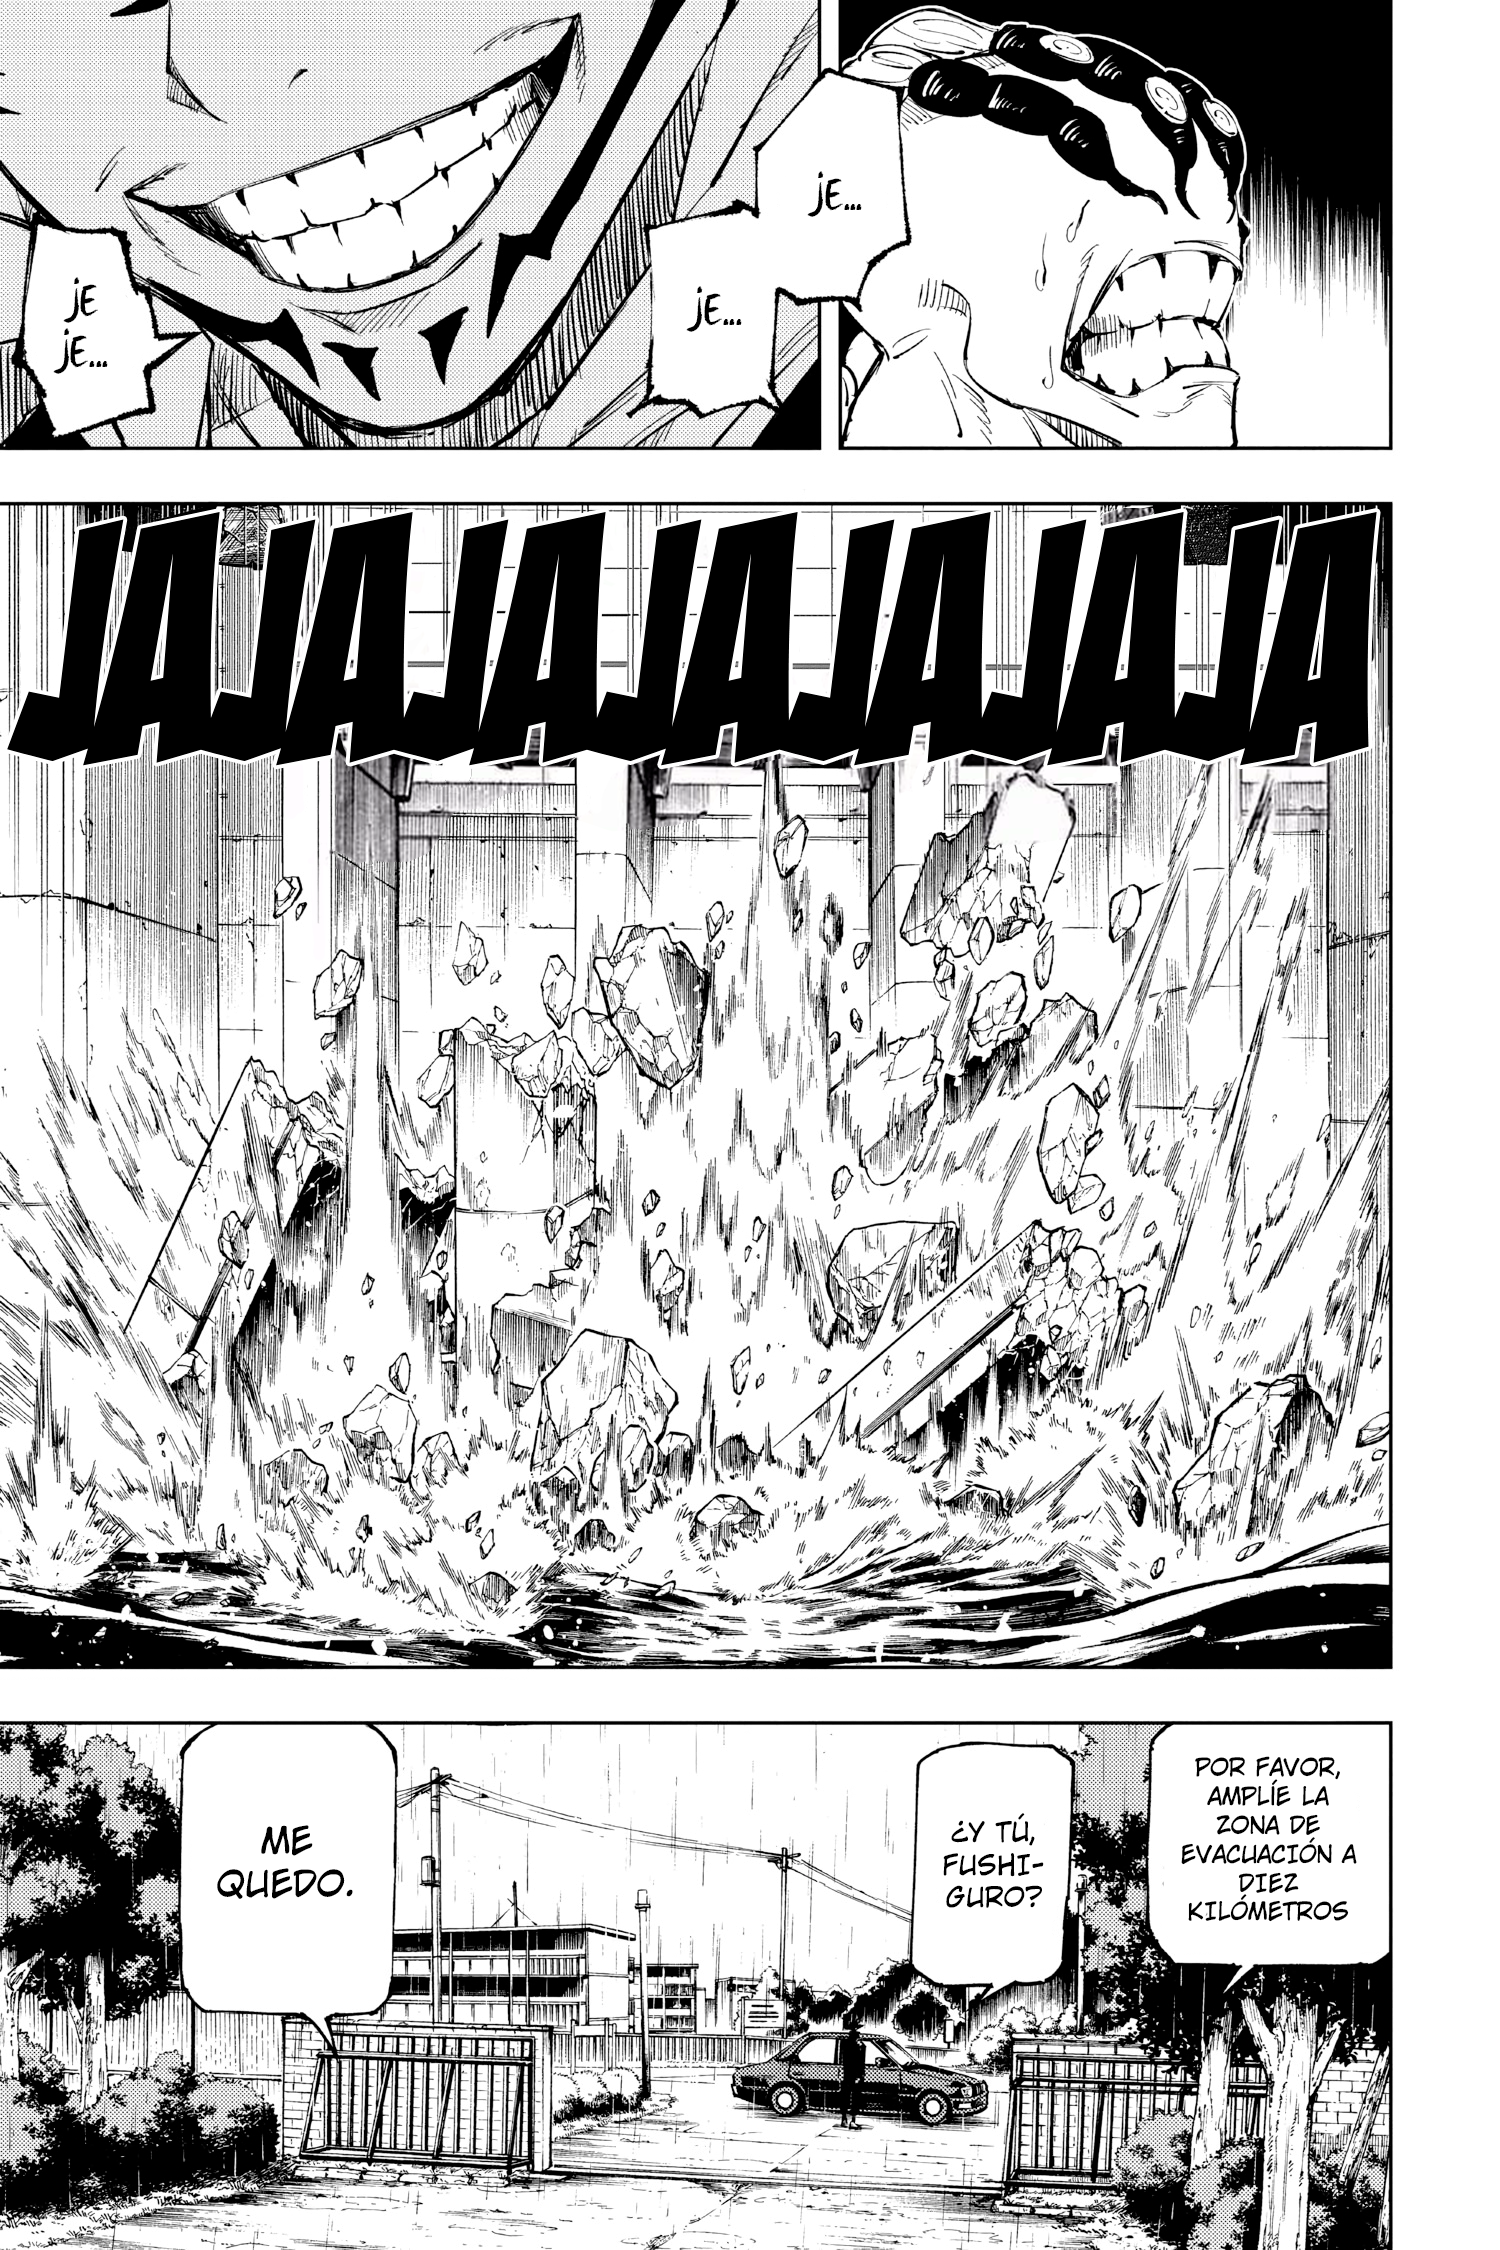 JE...
JE...
JE
JE...
JAJAJAJAJAJAJA
POR FAVOR,
AMPLÍE LA
ZONA DE
EVACUACIÓN A
DIEZ
KILÓMETROS
¿Y TÚ,
FUSHI-
GURO?
ME
QUEDO.